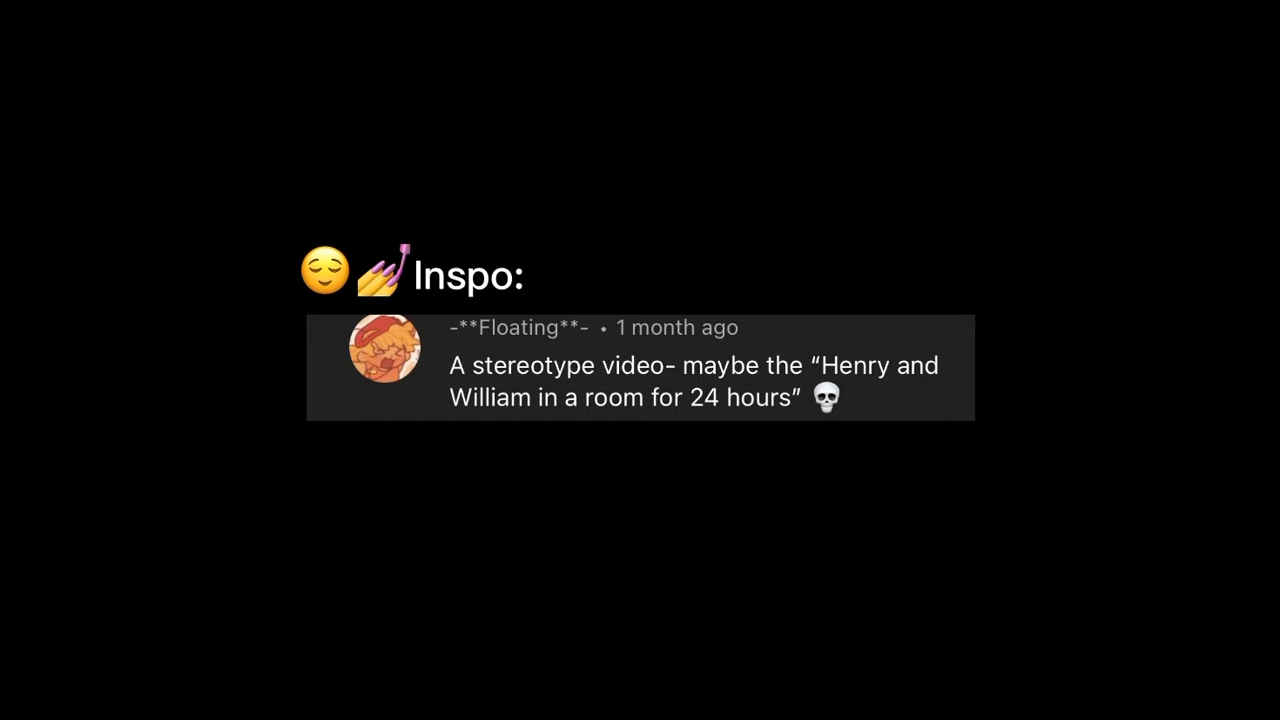 😌💅Inspo:
-**Floating**- • 1 month ago
A stereotype video- maybe the “Henry and
William in a room for 24 hours” 💀